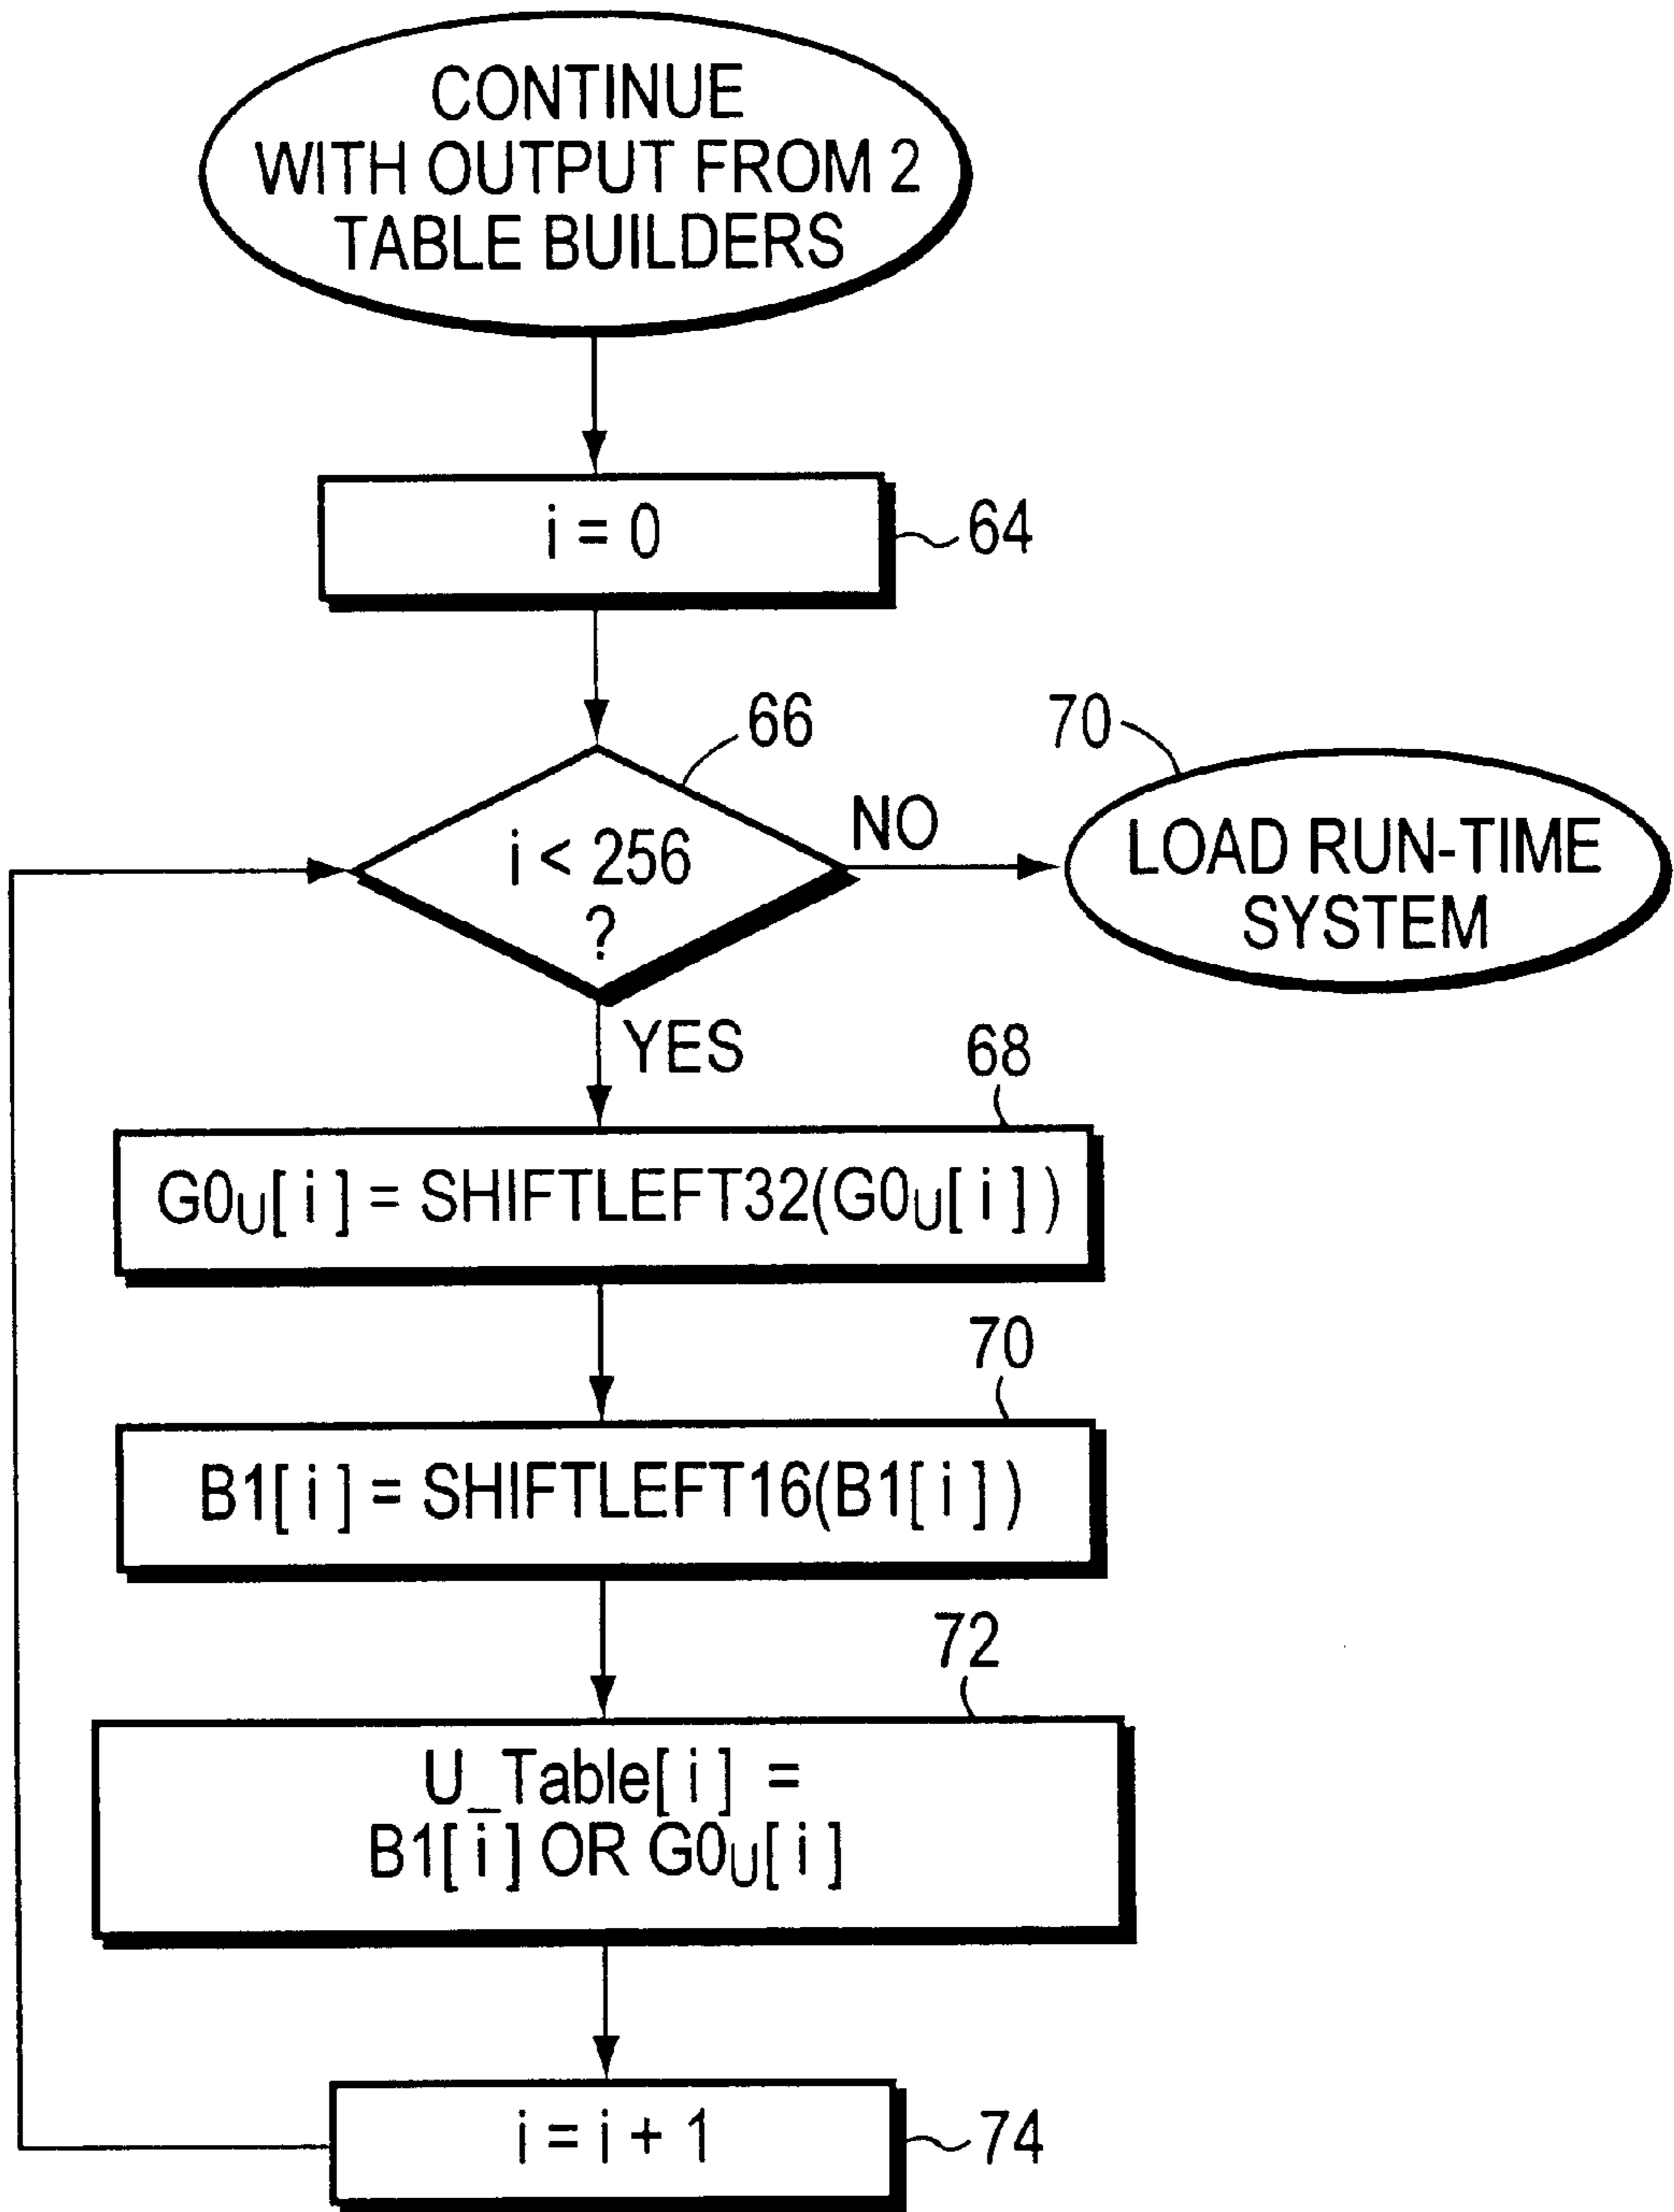 CONTINUE
WITH OUTPUT FROM 2
TABLE BUILDERS
i = 0
64
66
i < 256
?
NO
70
LOAD RUN-TIME
SYSTEM
YES
68
G0U[ i ] = SHIFTLEFT32(G0U[ i ] )
70
B1[ i ] = SHIFTLEFT16(B1[ i ] )
72
U_Table[ i ] =
B1[ i ] OR G0U[ i ]
i = i + 1
74